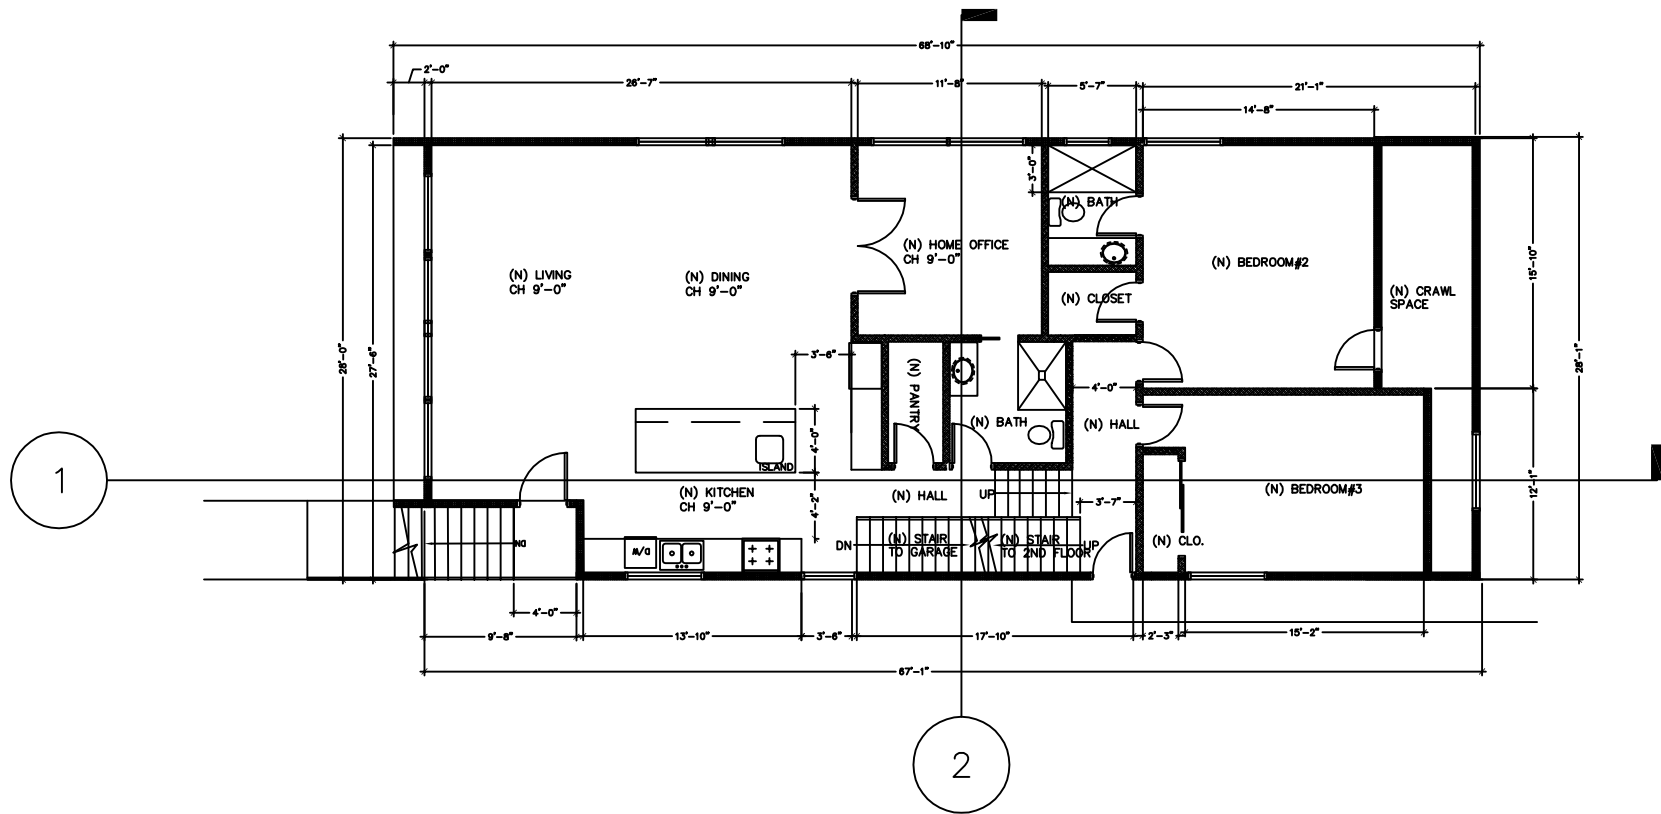 68'-10"
2'-0"
26'-7"
11'-8"
5'-7"
21'-1"
14'-8"
3'-0"
(N) BATH
(N) HOME OFFICE
CH 9'-0"
(N) BEDROOM#2
(N) LIVING
CH 9'-0"
(N) DINING
CH 9'-0"
(N) CLOSET
(N) CRAWL
SPACE
15'-10"
28'-0"
27'-6"
28'-1"
3'-6"
(N) PANTRY
4'-0"
(N) BATH
(N) HALL
4'-0"
ISLAND
1
(N) KITCHEN
CH 9'-0"
(N) HALL
UP
3'-7"
(N) BEDROOM#3
12'-1"
4'-2"
DN
D/W
DN
(N) STAIR
TO GARAGE
(N) STAIR
TO 2ND FLOOR
UP
(N) CLO.
4'-0"
9'-8"
13'-10"
3'-6"
17'-10"
2'-3"
15'-2"
67'-1"
2